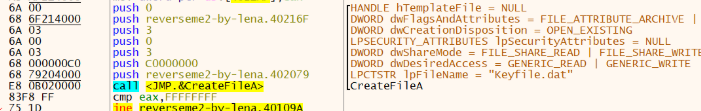 6A 00 push 0 HANDLE hTemplateFile = NULL
68 6F214000 push reverseme2-by-lena.40216F DWORD dwFlagsAndAttributes = FILE_ATTRIBUTE_ARCHIVE |
6A 03 push 3 DWORD dwCreationDisposition = OPEN_EXISTING
6A 00 push 0 LPSECURITY_ATTRIBUTES lpSecurityAttributes = NULL
6A 03 push 3 DWORD dwShareMode = FILE_SHARE_READ | FILE_SHARE_WRITE
68 000000C0 push C0000000 DWORD dwDesiredAccess = GENERIC_READ | GENERIC_WRITE
68 79204000 push reverseme2-by-lena.402079 LPCTSTR lpFileName = "Keyfile.dat"
E8 0B020000 call <JMP.&CreateFileA> CreateFileA
83F8 FF cmp eax,FFFFFFFF
75 1D jne reverseme2-by-lena.40109A